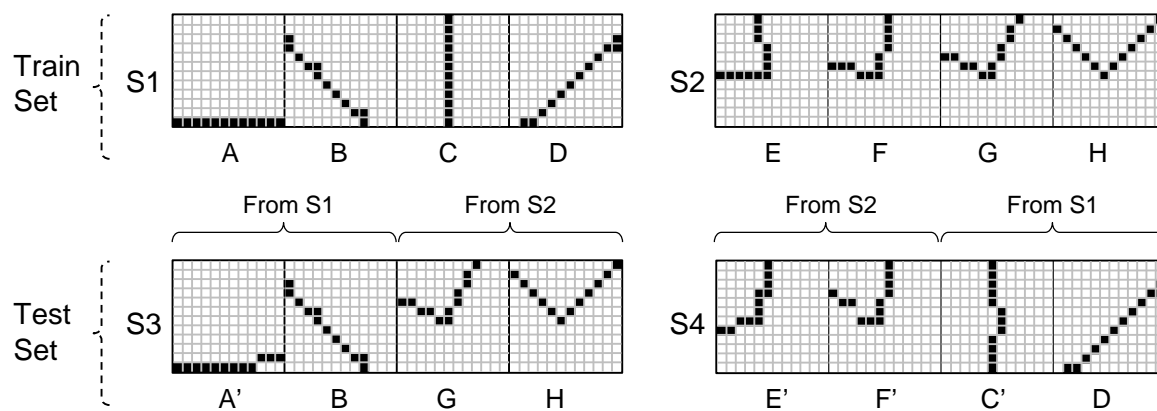 Train Set
S1
A B C D
S2
E F G H
From S1 From S2
From S2 From S1
Test Set
S3
A’ B G H
S4
E’ F’ C’ D